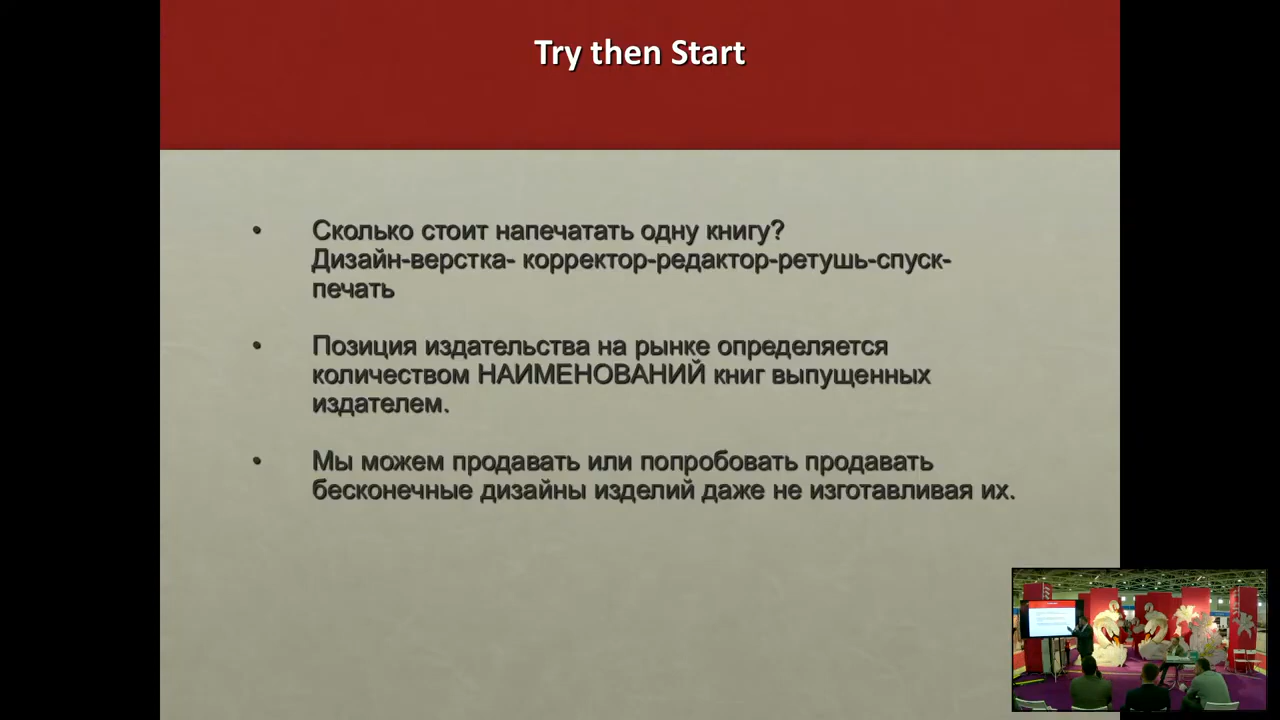 Try then Start
• Сколько стоит напечатать одну книгу?
Дизайн-верстка- корректор-редактор-ретушь-спуск-
печать
• Позиция издательства на рынке определяется
количеством НАИМЕНОВАНИЙ книг выпущенных
издателем.
• Мы можем продавать или попробовать продавать
бесконечные дизайны изделий даже не изготавливая их.